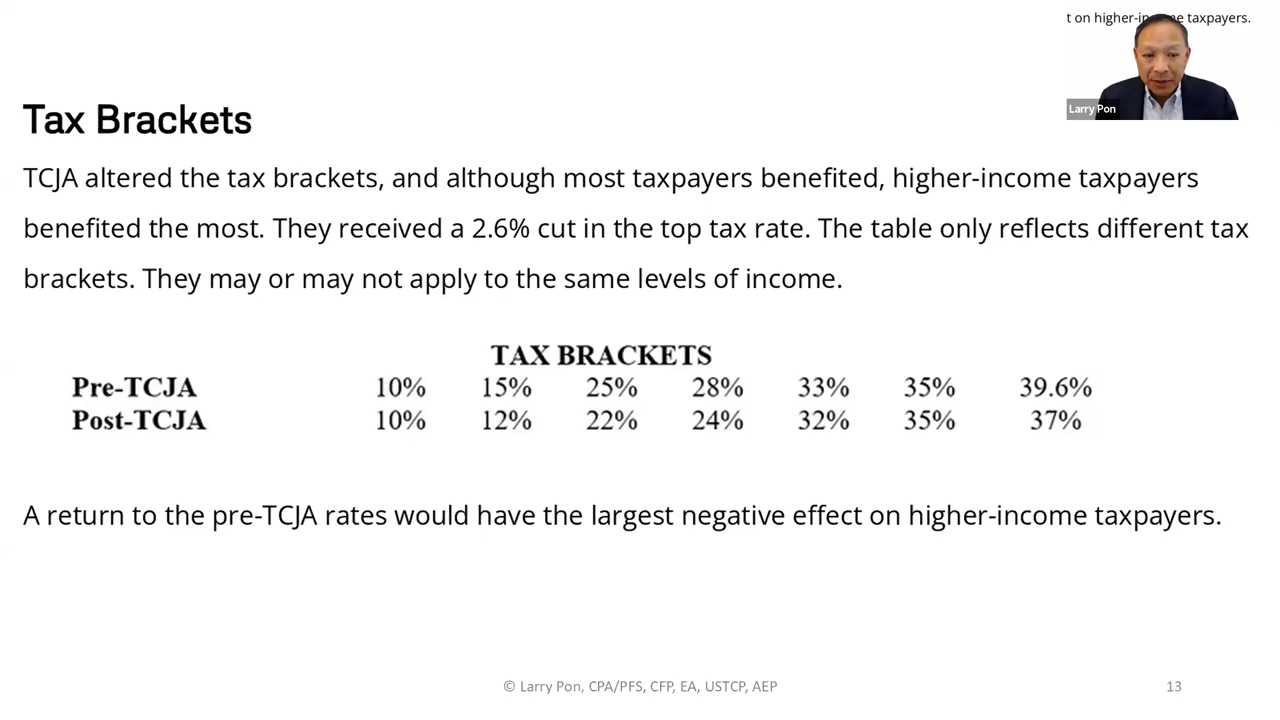 t on higher-income taxpayers.
Larry Pon
Tax Brackets
TCJA altered the tax brackets, and although most taxpayers benefited, higher-income taxpayers
benefited the most. They received a 2.6% cut in the top tax rate. The table only reflects different tax
brackets. They may or may not apply to the same levels of income.
TAX BRACKETS
Pre-TCJA 10% 15% 25% 28% 33% 35% 39.6%
Post-TCJA 10% 12% 22% 24% 32% 35% 37%
A return to the pre-TCJA rates would have the largest negative effect on higher-income taxpayers.
© Larry Pon, CPA/PFS, CFP, EA, USTCP, AEP
13